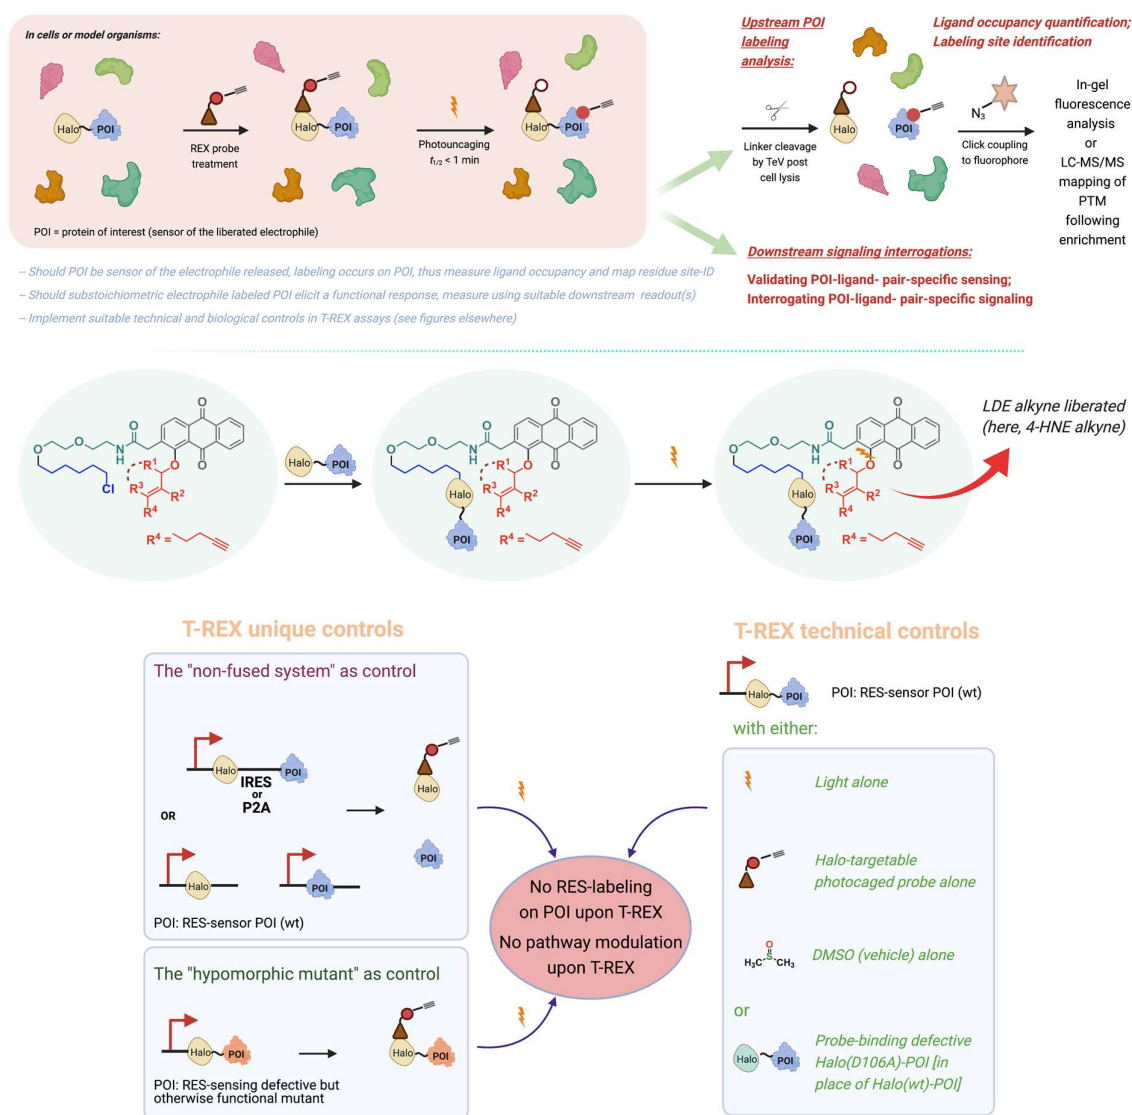 In cells or model organisms:
Halo
POI
REX probe
treatment
Halo
POI
Photouncaging
t1/2 < 1 min
Halo
POI
POI = protein of interest (sensor of the liberated electrophile)
Upstream POI
labeling
analysis:
Ligand occupancy quantification;
Labeling site identification
Linker cleavage
by TeV post
cell lysis
Halo
POI
N3
Click coupling
to fluorophore
In-gel
fluorescence
analysis
or
LC-MS/MS
mapping of
PTM
following
enrichment
Downstream signaling interrogations:
Validating POI-ligand- pair-specific sensing;
Interrogating POI-ligand- pair-specific signaling
-- Should POI be sensor of the electrophile released, labeling occurs on POI, thus measure ligand occupancy and map residue site-ID
-- Should substoichiometric electrophile labeled POI elicit a functional response, measure using suitable downstream readout(s)
-- Implement suitable technical and biological controls in T-REX assays (see figures elsewhere)
O
O
O
O
O
N
H
O
Cl
R1
R3
R2
R4
R4 =
Halo
POI
O
O
O
O
O
NH
O
R1
R3
R2
R4
Halo
POI
R4 =
O
O
O
O
O
NH
O
R1
R3
R2
R4
Halo
POI
R4 =
LDE alkyne liberated
(here, 4-HNE alkyne)
T-REX unique controls
The "non-fused system" as control
Halo
POI
IRES
or
P2A
OR
Halo
POI
Halo
POI
POI: RES-sensor POI (wt)
The "hypomorphic mutant" as control
Halo
POI
Halo
POI
POI: RES-sensing defective but
otherwise functional mutant
No RES-labeling
on POI upon T-REX
No pathway modulation
upon T-REX
T-REX technical controls
Halo
POI
POI: RES-sensor POI (wt)
with either:
Light alone
Halo-targetable
photocaged probe alone
O
S
H3C
CH3
DMSO (vehicle) alone
or
Halo
POI
Probe-binding defective
Halo(D106A)-POI [in
place of Halo(wt)-POI]